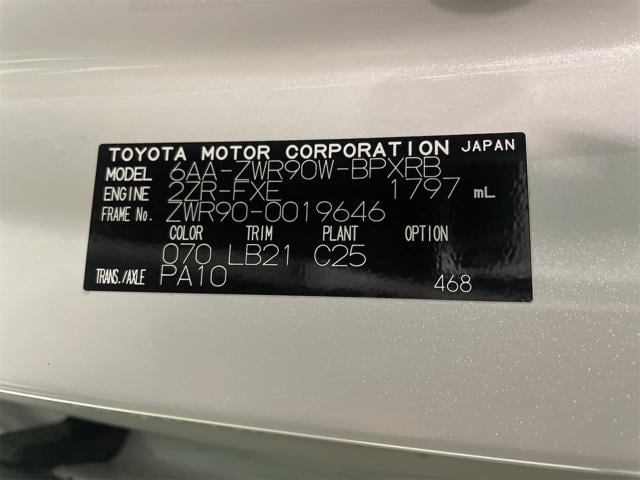 TOYOTA MOTOR CORPORATION JAPAN
MODEL 6AA-ZWR90W-BPXRB
ENGINE 2ZR-FXE 1797 mL
FRAME No. ZWR90-0019646
COLOR TRIM PLANT OPTION
070 LB21 C25
TRANS./AXLE PA10
468